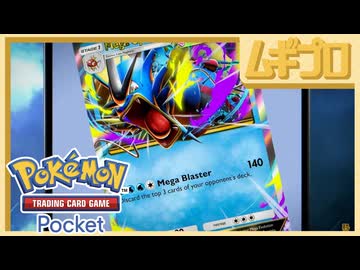 ムギプロ
STAGE 1
Mega Blaster 140
Discard the top 3 cards of your opponent's deck.
Pokémon
TRADING CARD GAME
Pocket